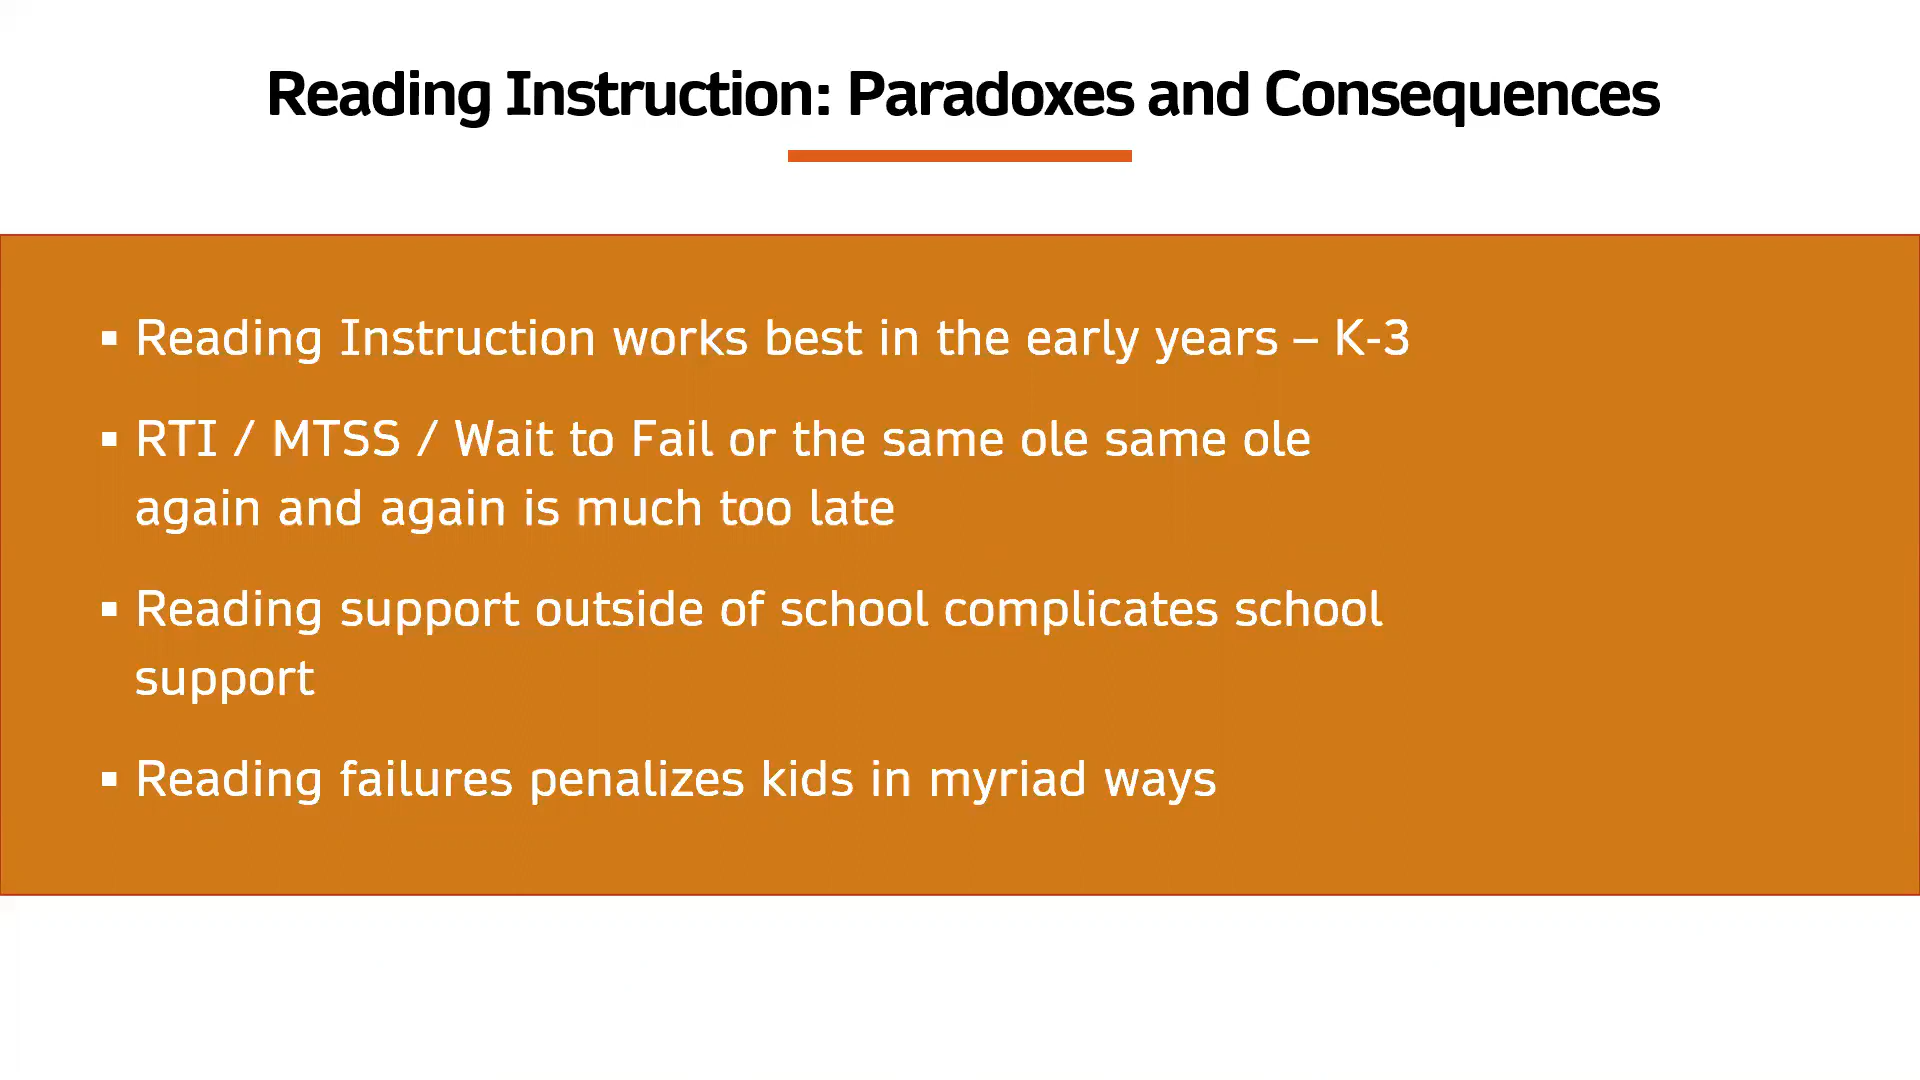 Reading Instruction: Paradoxes and Consequences
▪ Reading Instruction works best in the early years – K-3
▪ RTI / MTSS / Wait to Fail or the same ole same ole
again and again is much too late
▪ Reading support outside of school complicates school
support
▪ Reading failures penalizes kids in myriad ways